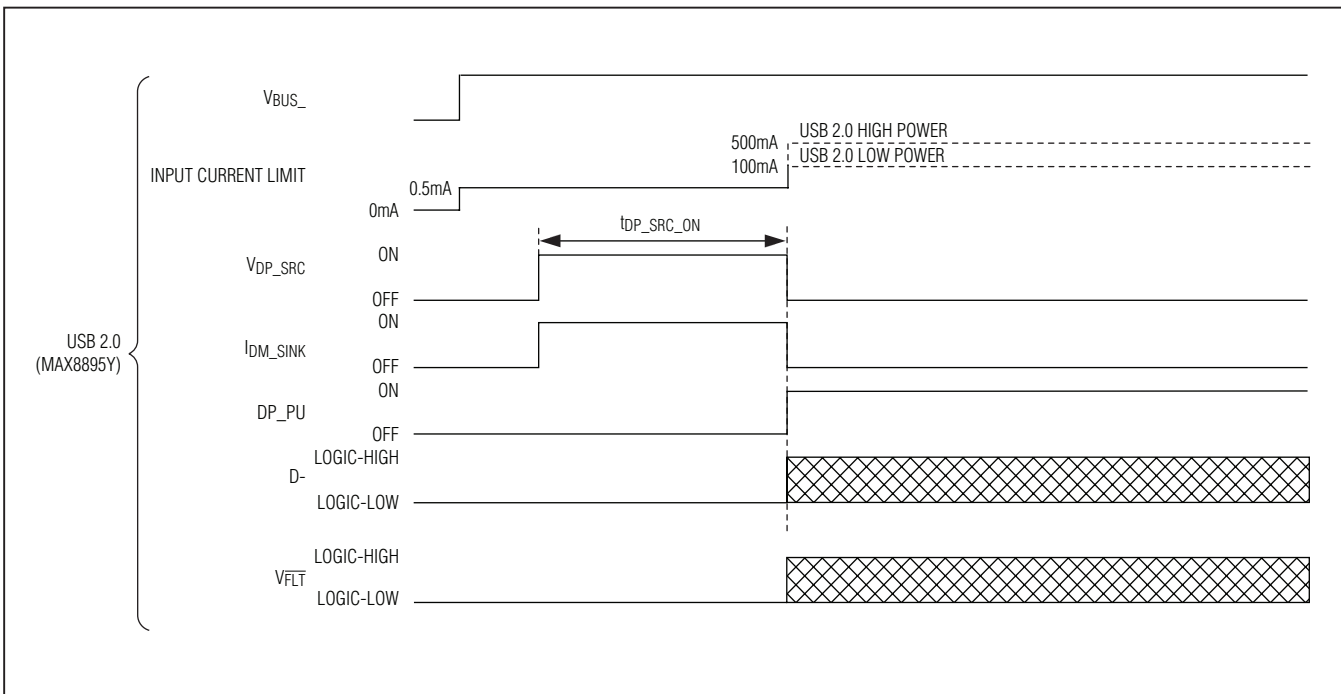 VBUS_
500mA
USB 2.0 HIGH POWER
100mA
USB 2.0 LOW POWER
INPUT CURRENT LIMIT
0.5mA
0mA
tDP_SRC_ON
VDP_SRC
ON
OFF
USB 2.0
(MAX8895Y)
IDM_SINK
ON
OFF
DP_PU
ON
OFF
D-
LOGIC-HIGH
LOGIC-LOW
VFLT
LOGIC-HIGH
LOGIC-LOW